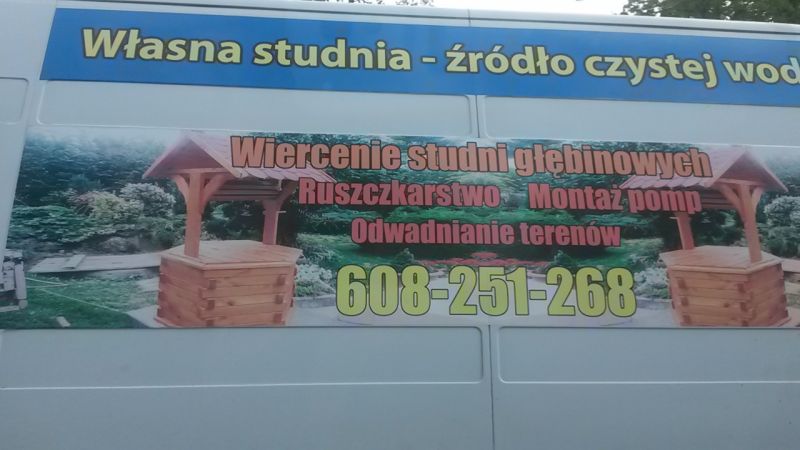 Własna studnia - źródło czystej wod
Wiercenie studni głębinowych
Ruszczkarstwo Montaż pomp
Odwadnianie terenów
608-251-268